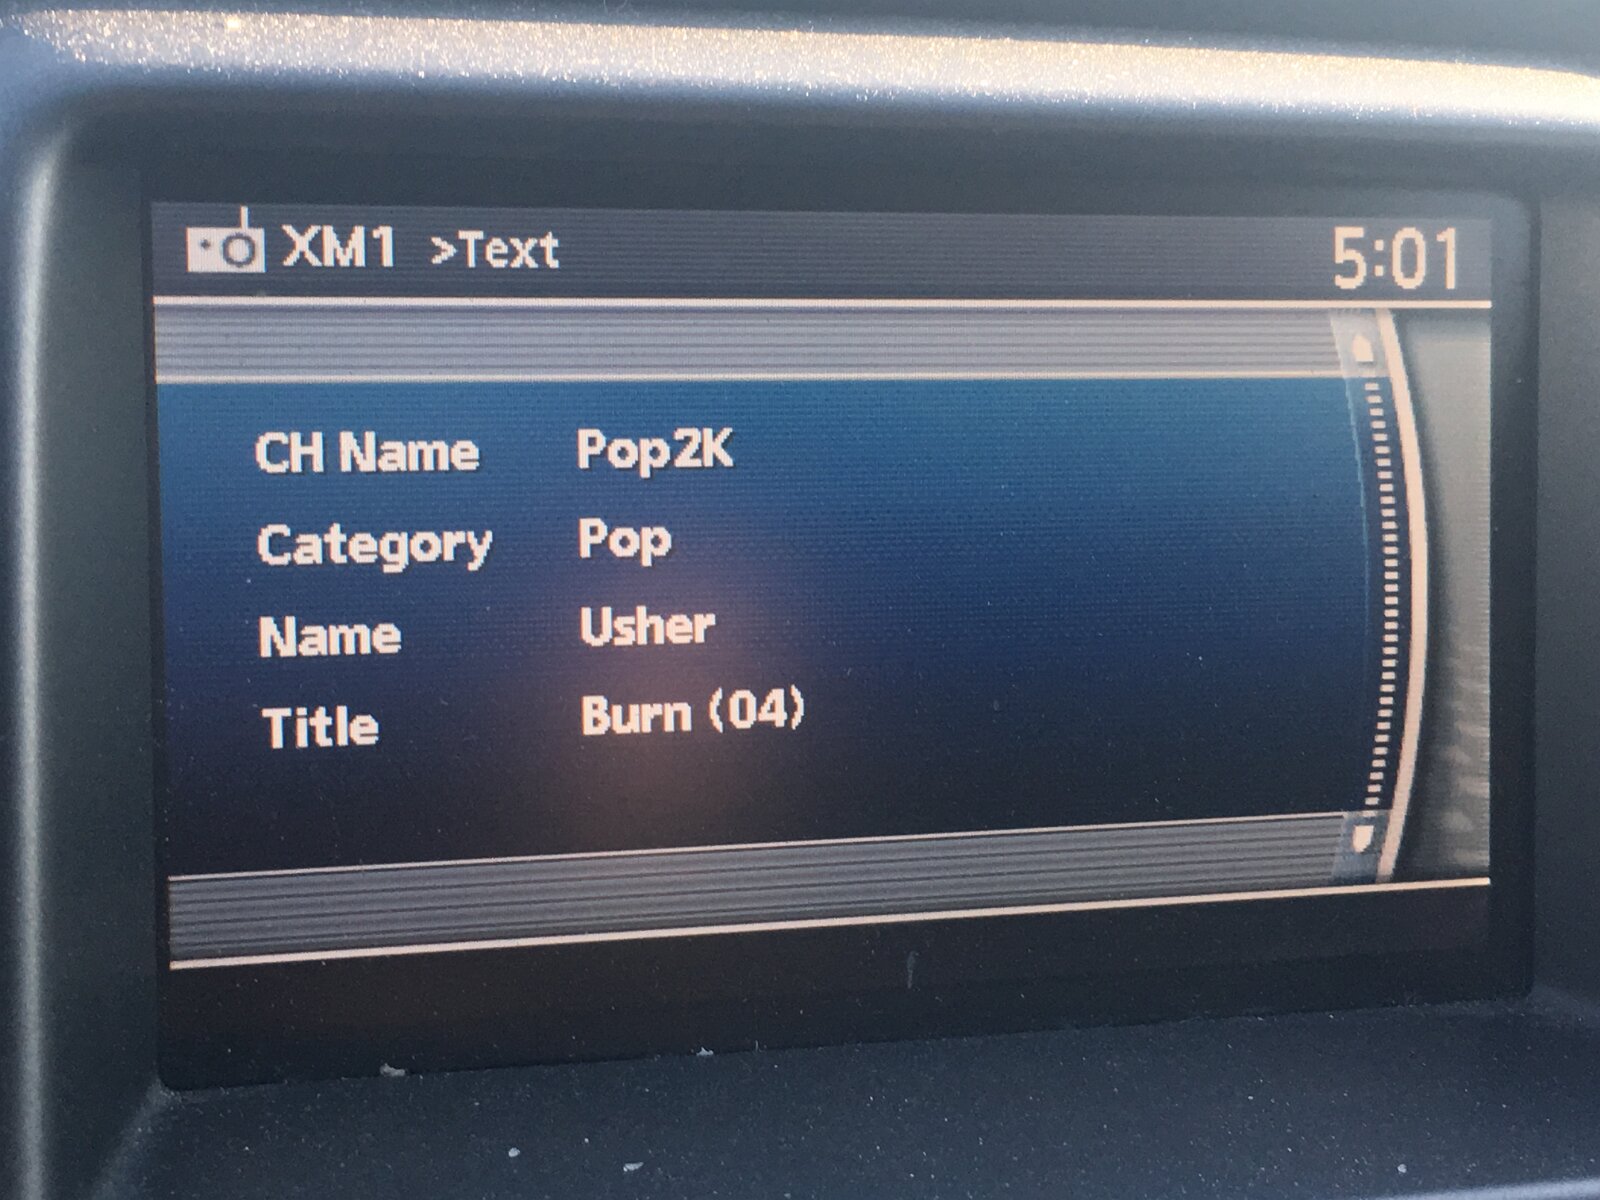 XM1 >Text 5:01
CH Name Pop2K
Category Pop
Name Usher
Title Burn (04)